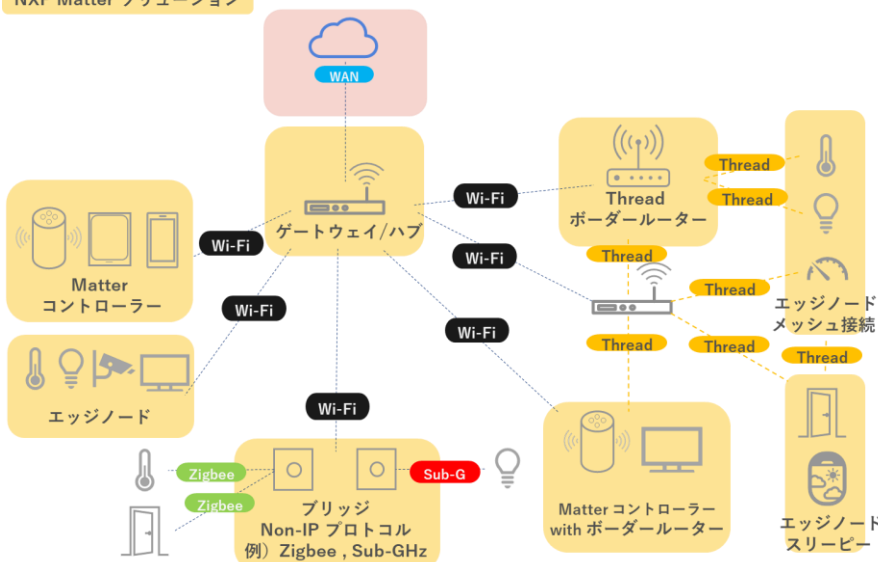 NXP Matter ソリューション
WAN
ゲートウェイ/ハブ
Wi-Fi
Wi-Fi
Wi-Fi
Wi-Fi
Wi-Fi
Wi-Fi
Matter
コントローラー
エッジノード
Thread
ボーダールーター
Thread
Thread
Thread
Thread
Thread
Thread
Thread
エッジノード
メッシュ接続
エッジノード
スリーピー
Zigbee
Zigbee
Sub-G
ブリッジ
Non-IP プロトコル
例）Zigbee , Sub-GHz
Matter コントローラー
with ボーダールーター